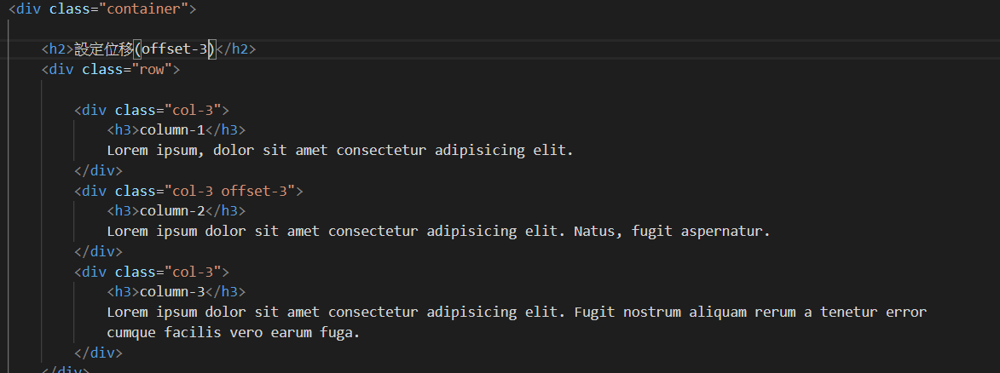 <div class="container">
<h2>設定位移(offset-3)</h2>
<div class="row">
<div class="col-3">
<h3>column-1</h3>
Lorem ipsum, dolor sit amet consectetur adipisicing elit.
</div>
<div class="col-3 offset-3">
<h3>column-2</h3>
Lorem ipsum dolor sit amet consectetur adipisicing elit. Natus, fugit aspernatur.
</div>
<div class="col-3">
<h3>column-3</h3>
Lorem ipsum dolor sit amet consectetur adipisicing elit. Fugit nostrum aliquam rerum a tenetur error
cumque facilis vero earum fuga.
</div>
</div>